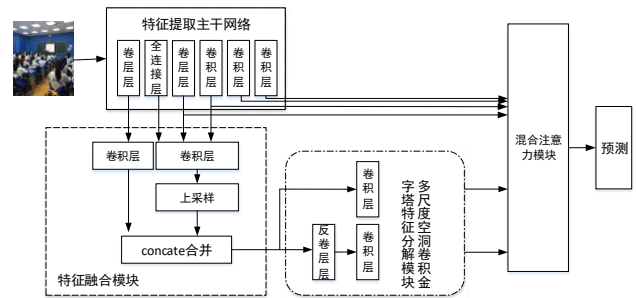 特征提取主干网络
卷层层
全连接层
卷层层
卷积层
卷积层
卷积层
卷积层
卷积层
上采样
concate合并
特征融合模块
卷积层
反卷层层
卷积层
多尺度空洞卷积金
字塔特征分解模块
混合注意
力模块
预测